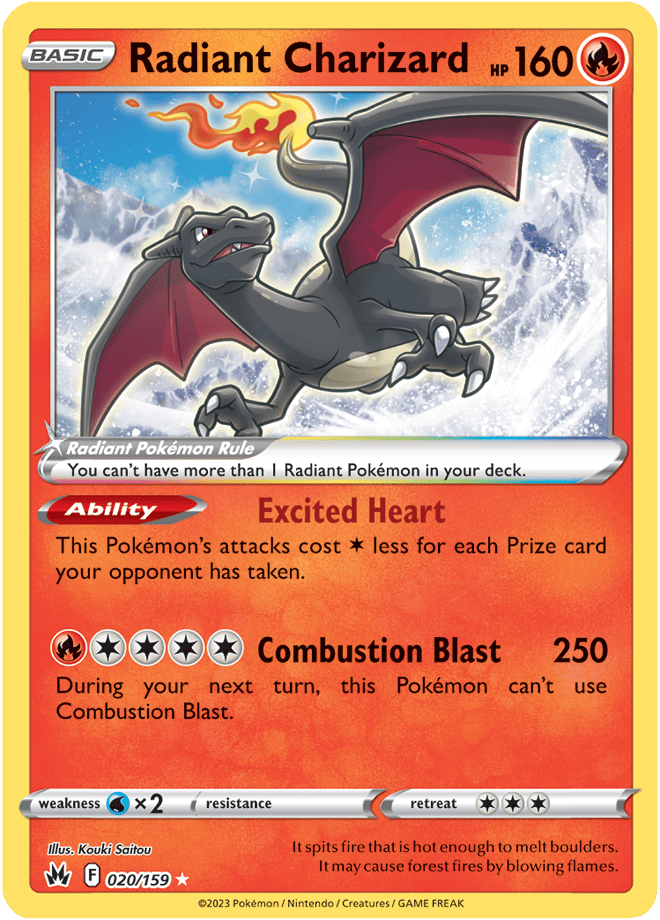 BASIC Radiant Charizard HP 160
Radiant Pokémon Rule
You can't have more than 1 Radiant Pokémon in your deck.
Ability Excited Heart
This Pokémon's attacks cost less for each Prize card
your opponent has taken.
Combustion Blast 250
During your next turn, this Pokémon can't use
Combustion Blast.
weakness ×2 resistance retreat
Illus. Kouki Saitou
It spits fire that is hot enough to melt boulders.
It may cause forest fires by blowing flames.
F 020/159 ★
©2023 Pokémon / Nintendo / Creatures / GAME FREAK